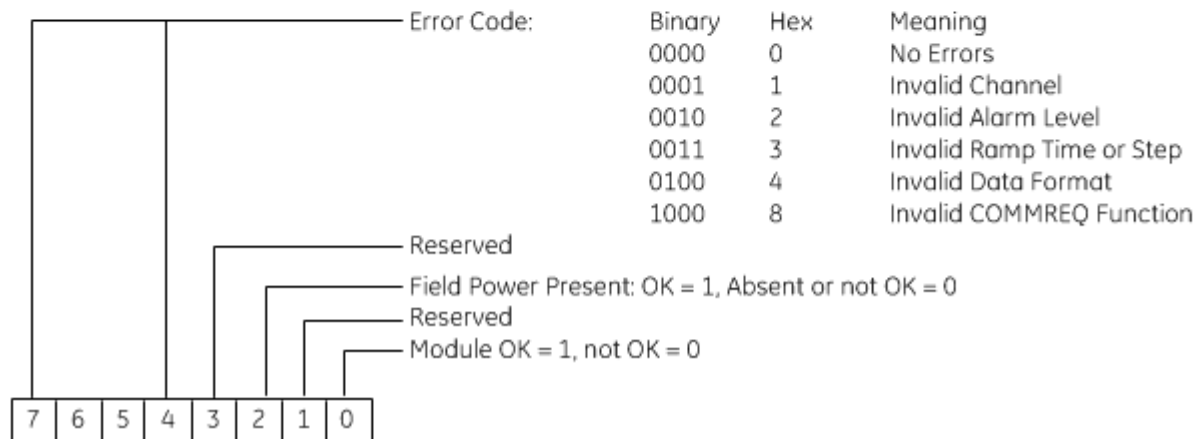 Error Code: Binary Hex Meaning
0000 0 No Errors
0001 1 Invalid Channel
0010 2 Invalid Alarm Level
0011 3 Invalid Ramp Time or Step
0100 4 Invalid Data Format
1000 8 Invalid COMMREQ Function
Reserved
Field Power Present: OK = 1, Absent or not OK = 0
Reserved
Module OK = 1, not OK = 0
7 6 5 4 3 2 1 0